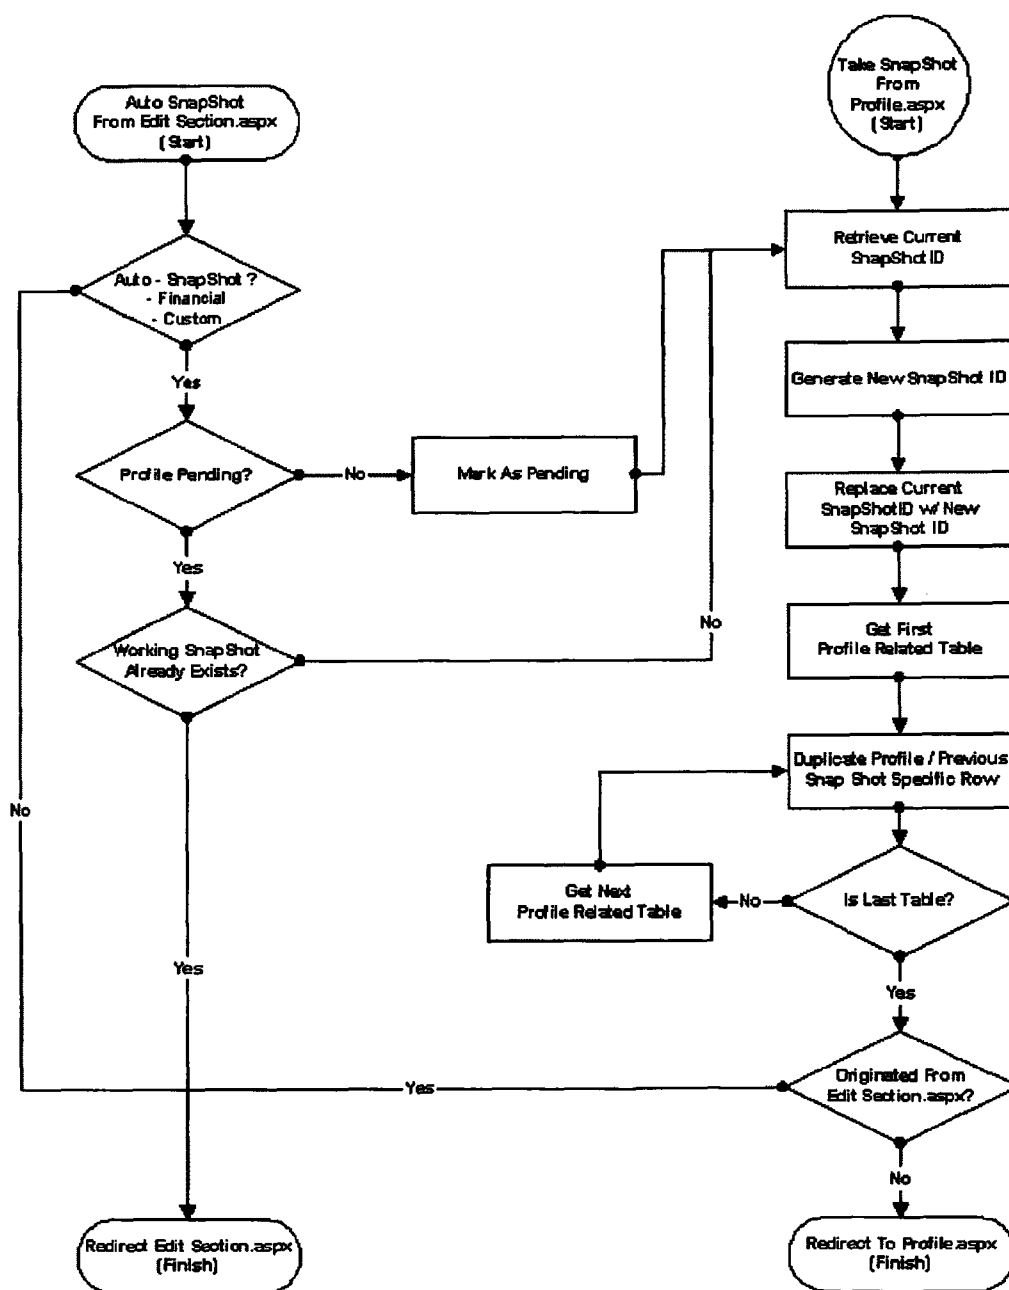 Take SnapShot
From
Profile.aspx
(Start)
Auto SnapShot
From Edit Section.aspx
(Start)
Retrieve Current
SnapShot ID
Auto - SnapShot ?
- Financial
- Custom
Yes
Generate New SnapShot ID
Profile Pending?
No
Mark As Pending
Replace Current
SnapShotID w/ New
SnapShot ID
Yes
No
Get First
Profile Related Table
Working SnapShot
Already Exists?
Duplicate Profile / Previous
Snap Shot Specific Row
No
Get Next
Profile Related Table
No
Is Last Table?
Yes
Yes
Originated From
Edit Section.aspx?
Yes
No
Redirect Edit Section.aspx
(Finish)
Redirect To Profile.aspx
(Finish)